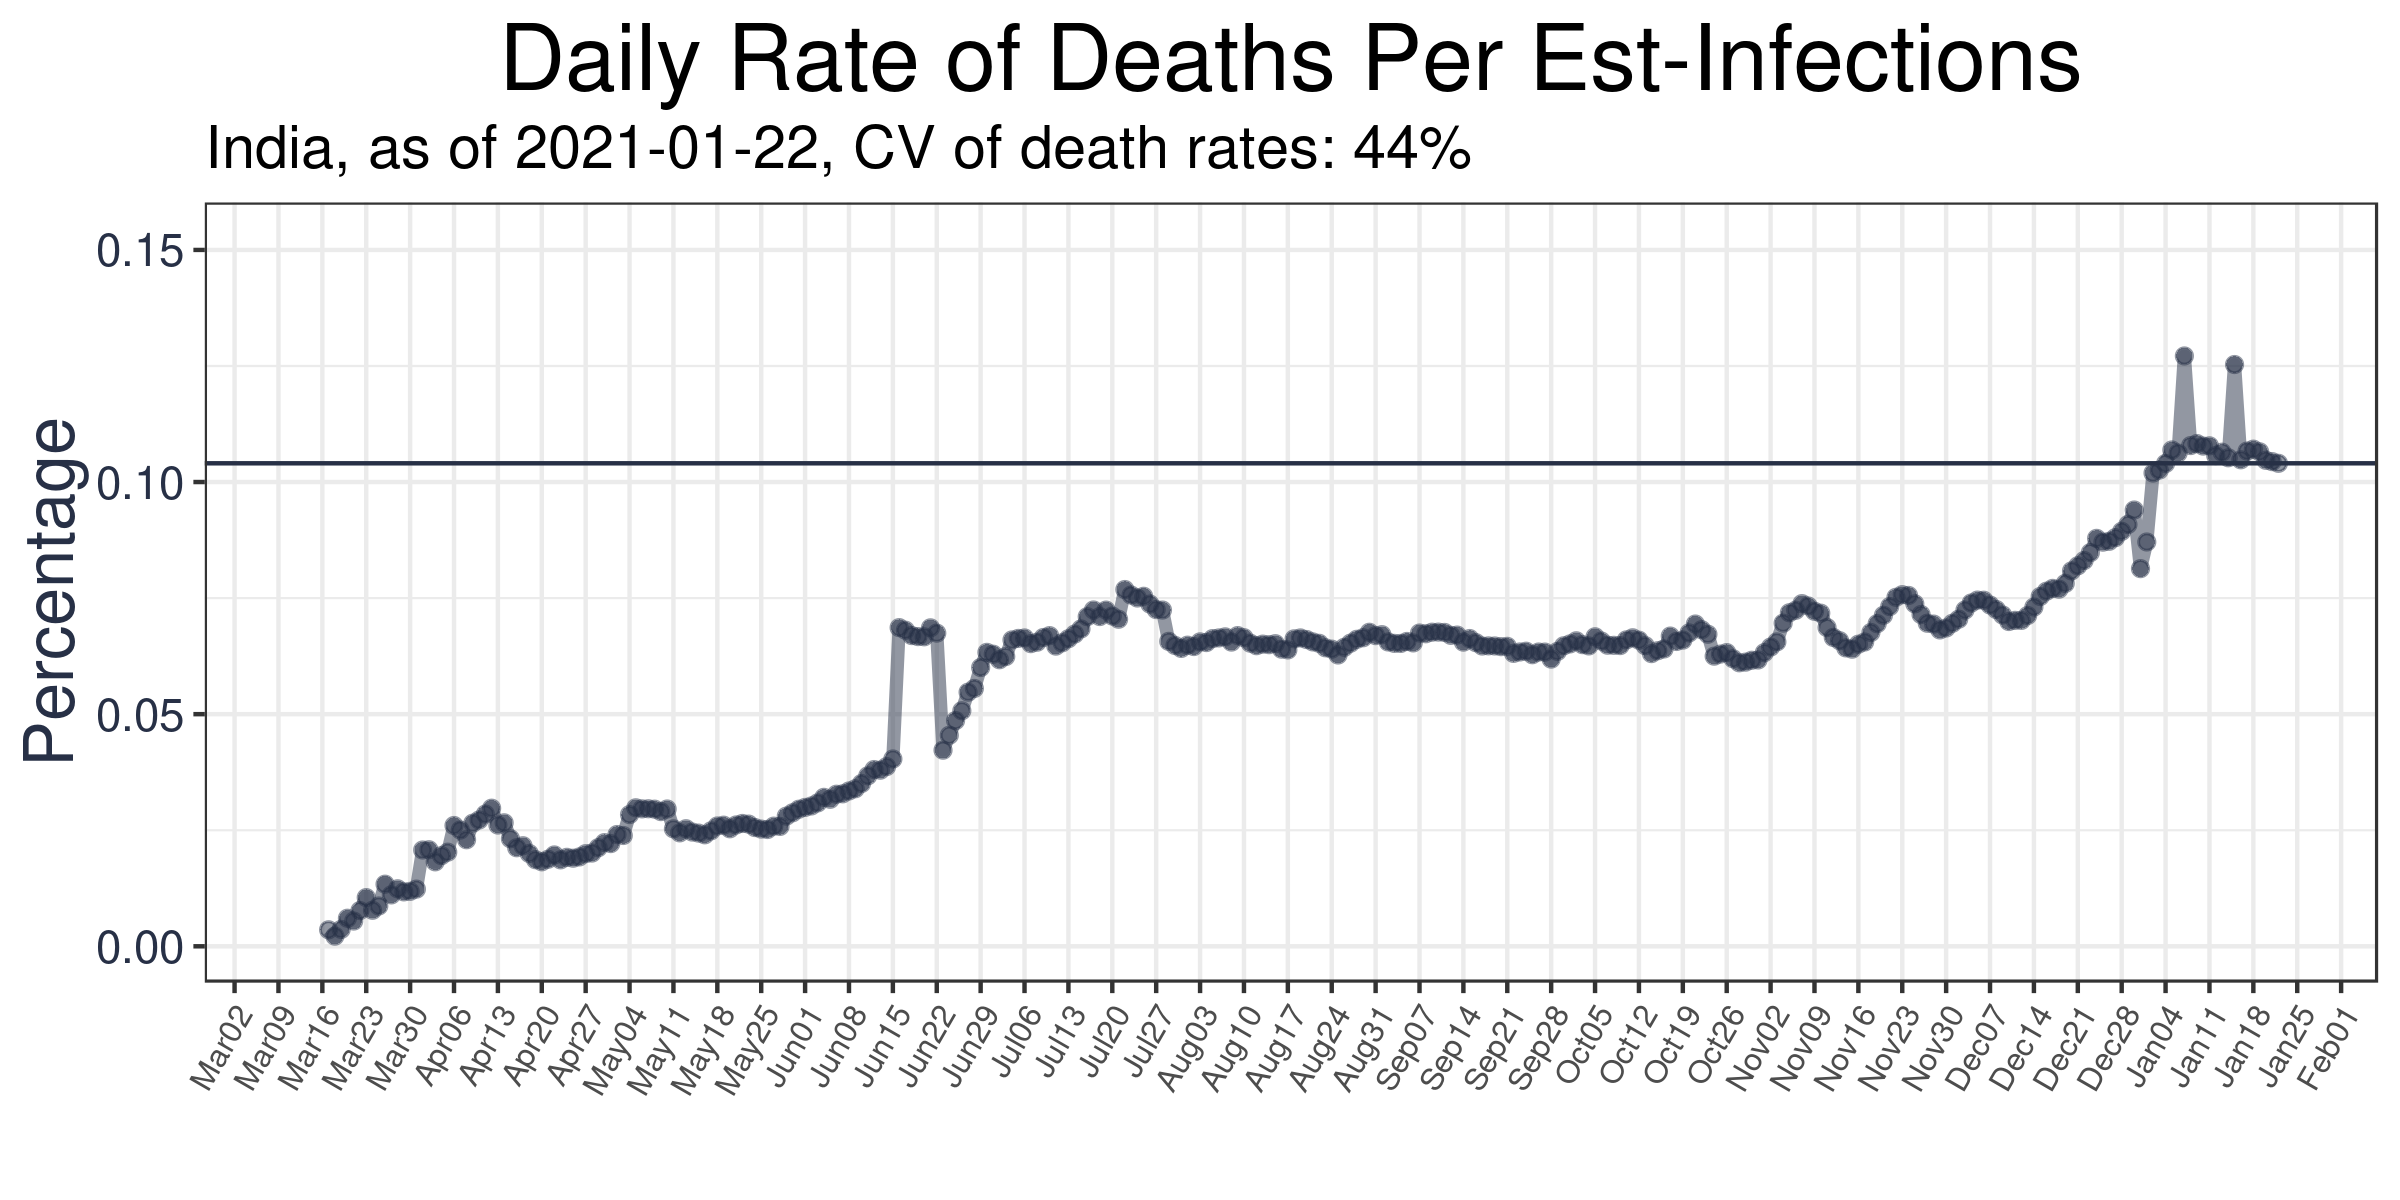 Daily Rate of Deaths Per Est-Infections
India, as of 2021-01-22, CV of death rates: 44%
Percentage
0.15
0.10
0.05
0.00
Mar02
Mar09
Mar16
Mar23
Mar30
Apr06
Apr13
Apr20
Apr27
May04
May11
May18
May25
Jun01
Jun08
Jun15
Jun22
Jun29
Jul06
Jul13
Jul20
Jul27
Aug03
Aug10
Aug17
Aug24
Aug31
Sep07
Sep14
Sep21
Sep28
Oct05
Oct12
Oct19
Oct26
Nov02
Nov09
Nov16
Nov23
Nov30
Dec07
Dec14
Dec21
Dec28
Jan04
Jan11
Jan18
Jan25
Feb01